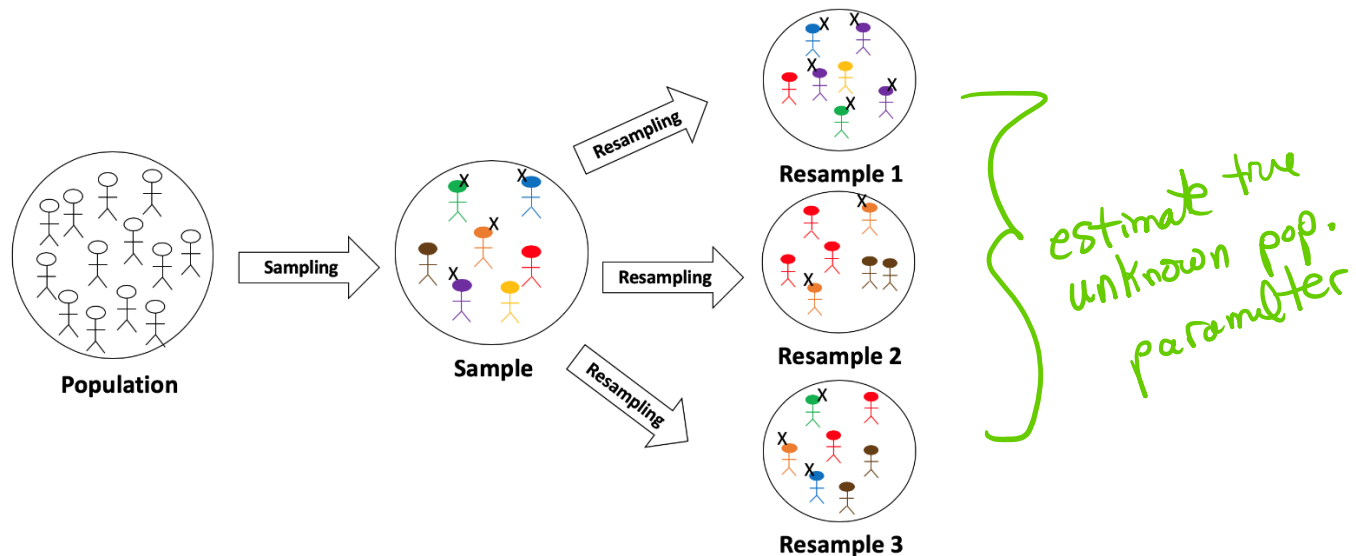 X X
X
X X
Resampling
Resample 1
X X
X
X
Sampling
Resampling
X
X
Population
Sample
Resample 2
Resampling
X
X
X
Resample 3
estimate true
unknown pop.
parameter